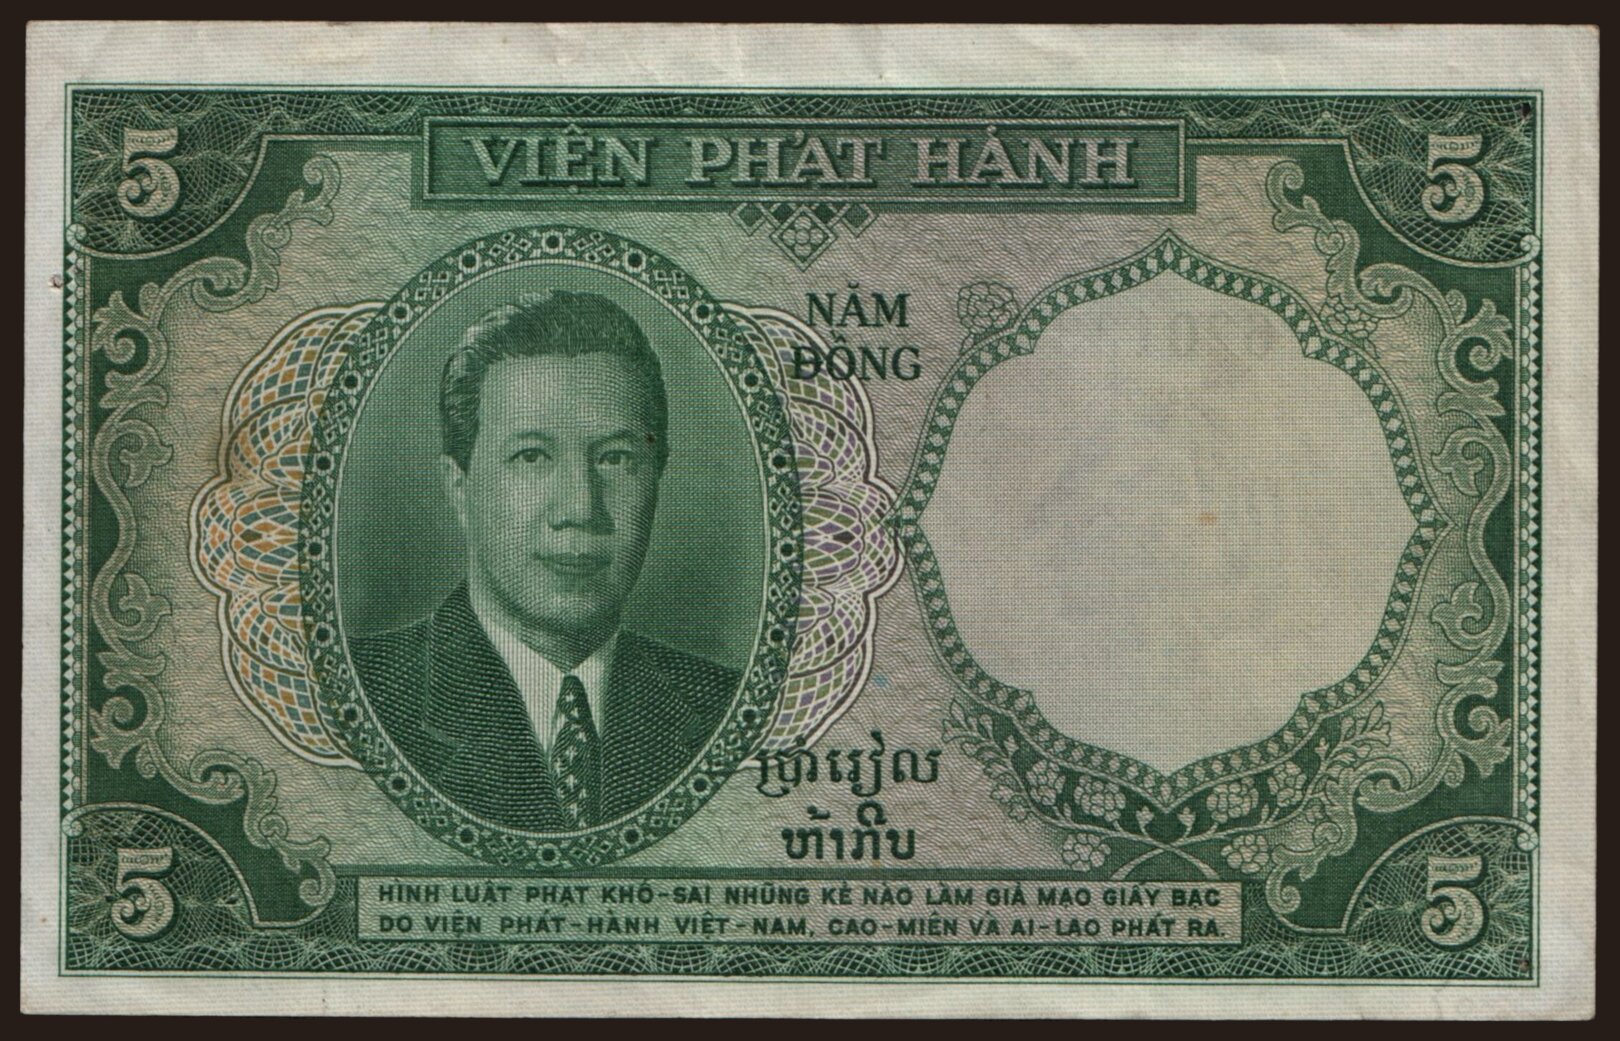 5
VIỆN PHÁT HÀNH
5
NĂM
ĐỒNG
ប្រាំរៀល
ຫ້າກີບ
5
HÌNH LUẬT PHẠT KHỔ-SAI NHỮNG KẺ NÀO LÀM GIẢ MẠO GIẤY BẠC
DO VIỆN PHÁT-HÀNH VIỆT-NAM, CAO-MIÊN VÀ AI-LAO PHÁT RA.
5